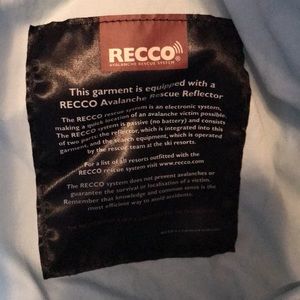 RECCO
AVALANCHE RESCUE SYSTEM
This garment is equipped with a
RECCO Avalanche Rescue Reflector
The RECCO rescue system is an electronic system,
making a quick location of an avalanche victim possible.
The RECCO system is passive (no battery) and consists
of two parts: the reflector, which is integrated into this
garment, and the search equipment, which is operated
by the rescue team at the ski resorts.
For a list of all resorts outfitted with the
RECCO rescue system visit www.recco.com
The RECCO system does not prevent avalanches or
guarantee the survival or localisation of a victim.
Remember that knowledge and common sense is the
most efficient way to avoid accidents.